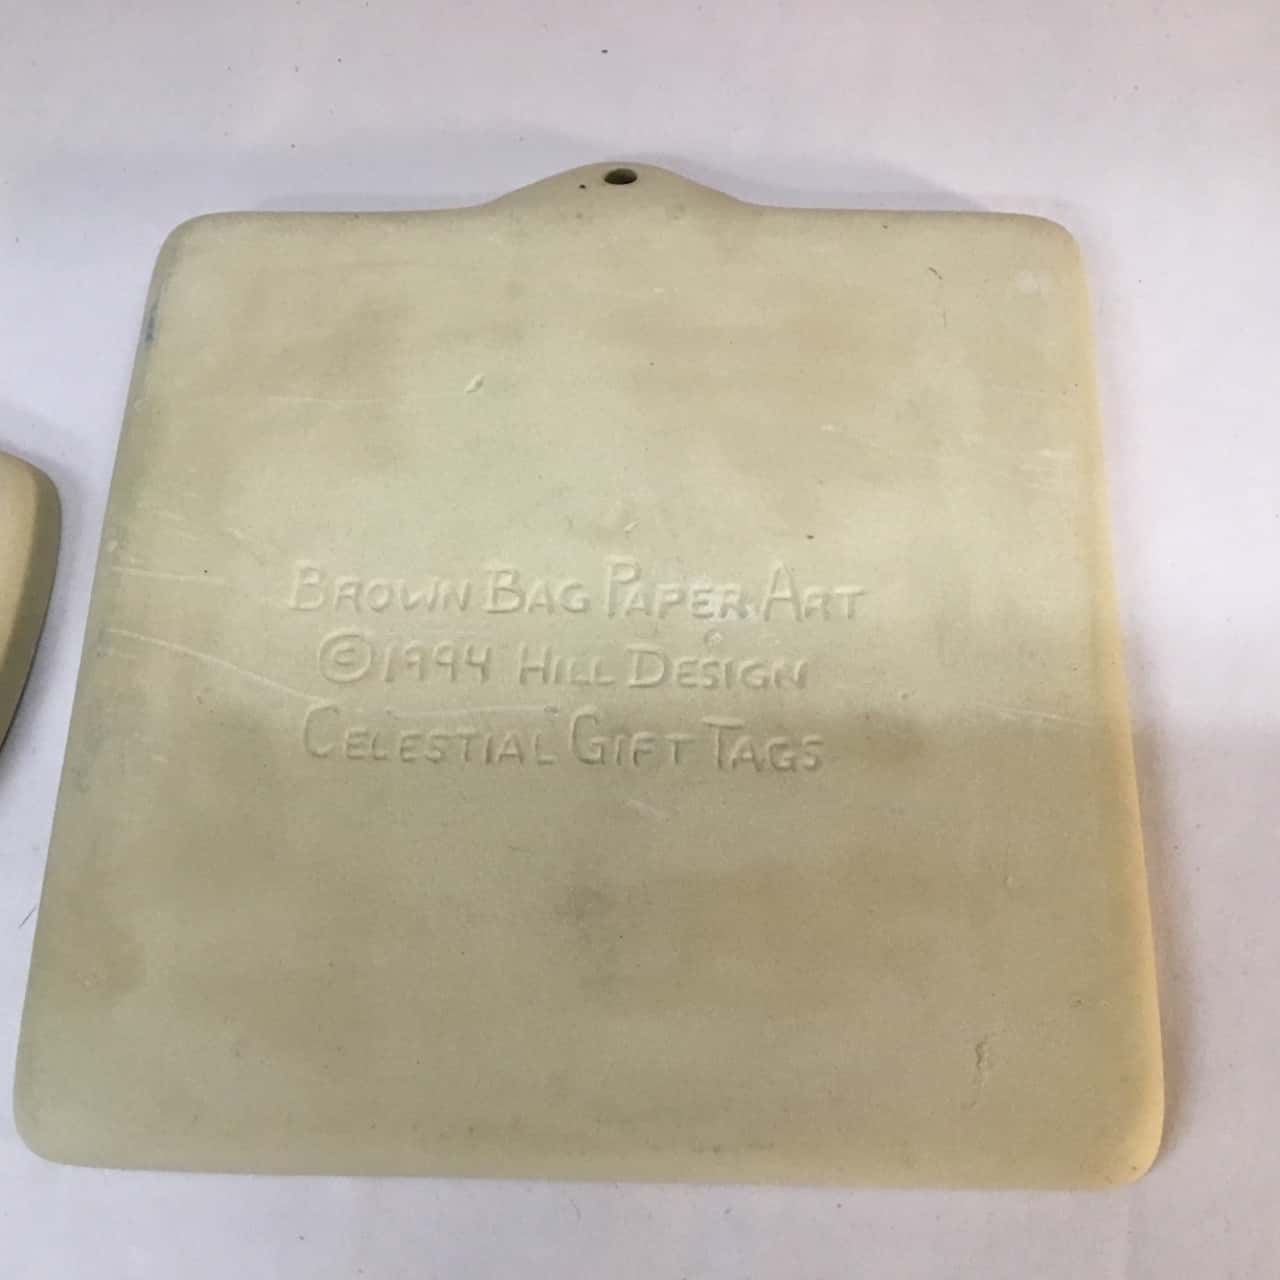 BROWN BAG PAPER ART
©1994 HILL DESIGN
CELESTIAL GIFT TAGS